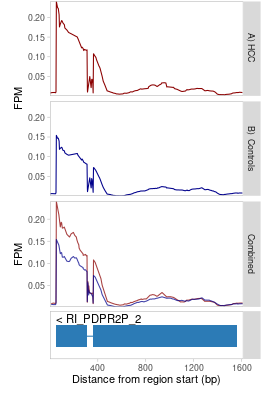 0.20
0.15
0.10
0.05
A) HCC
FPM
0.20
0.15
0.10
0.05
B) Controls
0.20
0.15
0.10
0.05
FPM
Combined
< RI_PDPR2P_2
400
800
1200
1600
Distance from region start (bp)